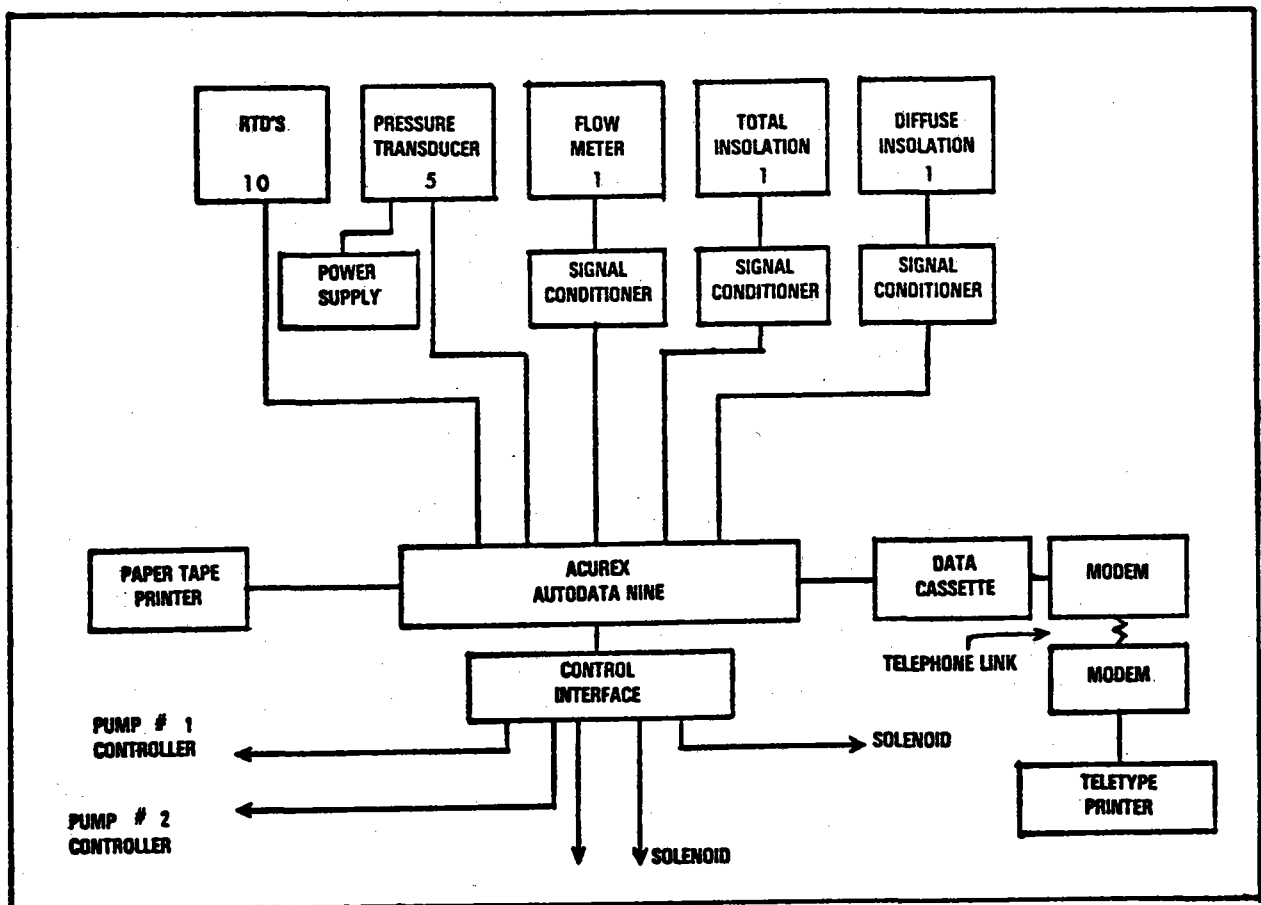 RTD'S
10
PRESSURE
TRANSDUCER
5
FLOW
METER
1
TOTAL
INSOLATION
1
DIFFUSE
INSOLATION
1
POWER
SUPPLY
SIGNAL
CONDITIONER
SIGNAL
CONDITIONER
SIGNAL
CONDITIONER
PAPER TAPE
PRINTER
ACUREX
AUTODATA NINE
DATA
CASSETTE
MODEM
TELEPHONE LINK
MODEM
CONTROL
INTERFACE
PUMP # 1
CONTROLLER
SOLENOID
TELETYPE
PRINTER
PUMP # 2
CONTROLLER
SOLENOID